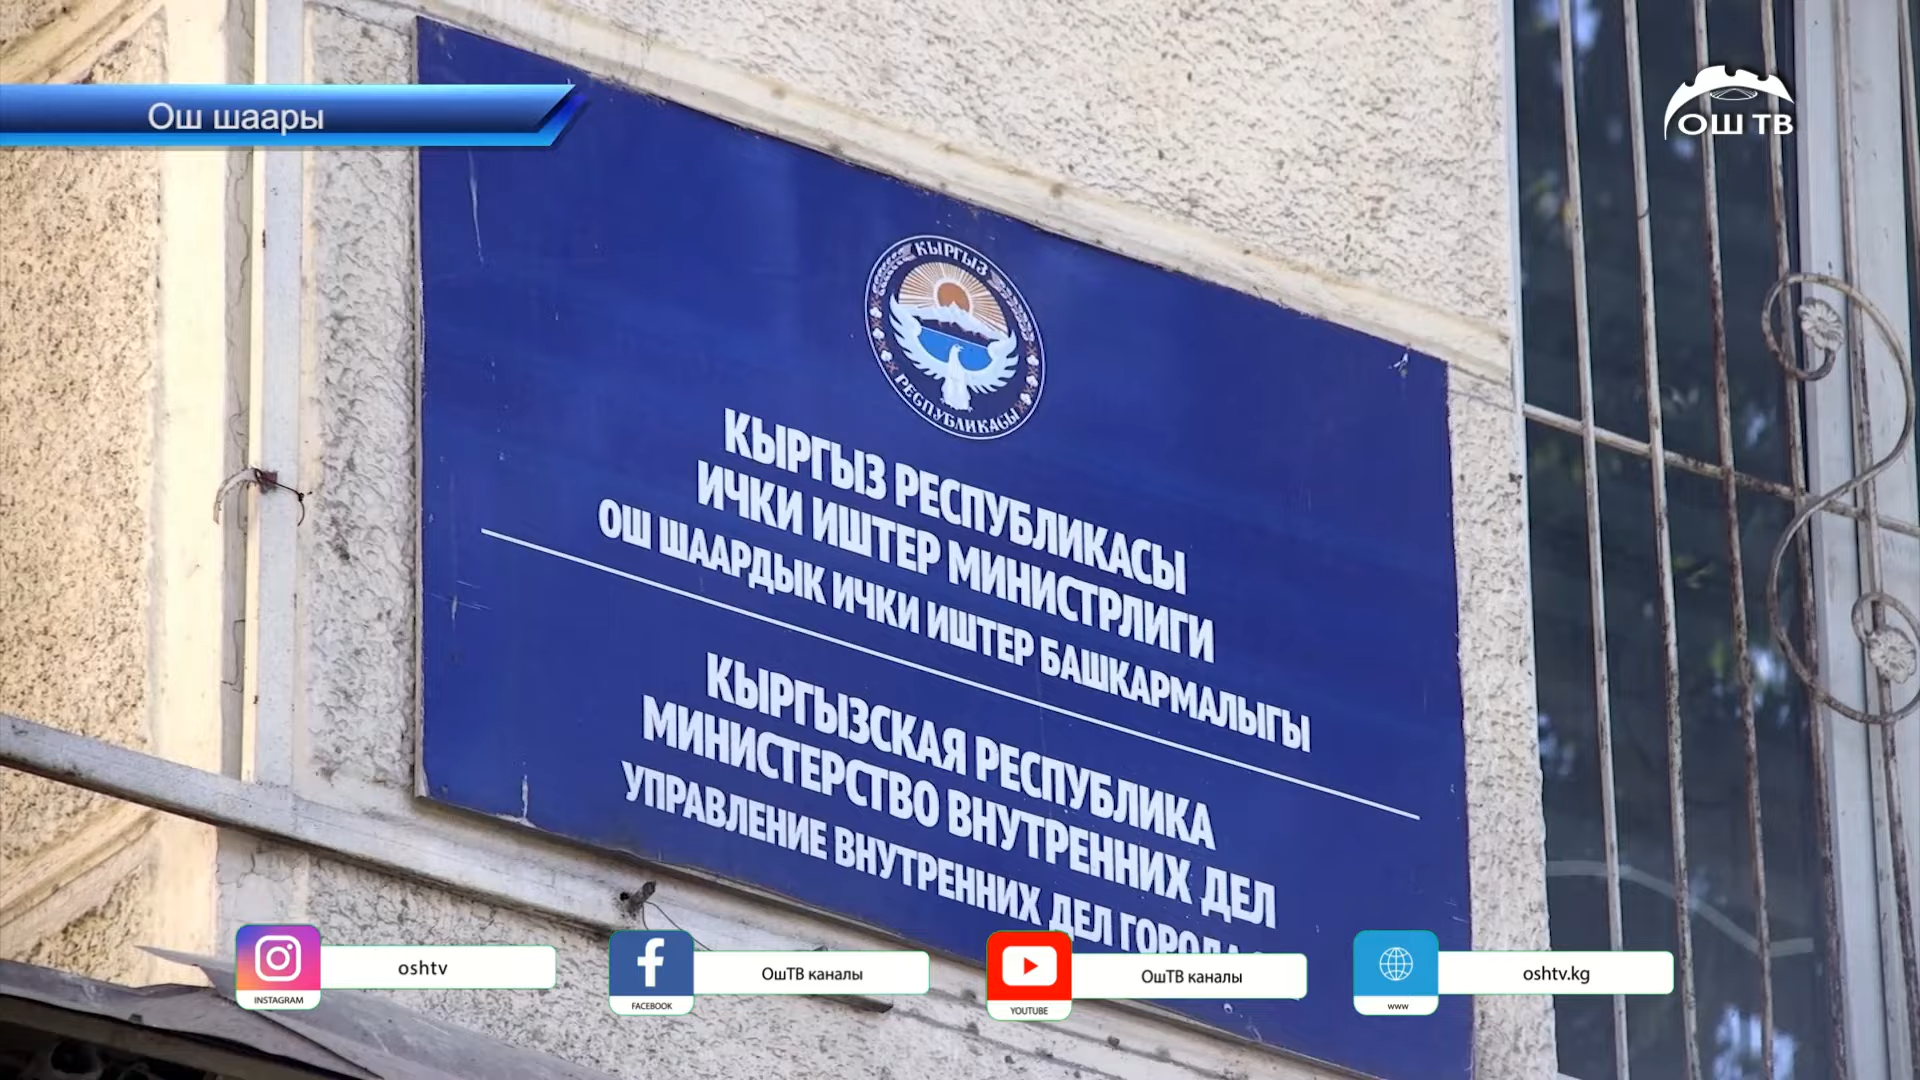 Ош шаары
ОШ ТВ
КЫРГЫЗ
РЕСПУБЛИКАСЫ
КЫРГЫЗ РЕСПУБЛИКАСЫ
ИЧКИ ИШТЕР МИНИСТРЛИГИ
ОШ ШААРДЫК ИЧКИ ИШТЕР БАШКАРМАЛЫГЫ
КЫРГЫЗСКАЯ РЕСПУБЛИКА
МИНИСТЕРСТВО ВНУТРЕННИХ ДЕЛ
УПРАВЛЕНИЕ ВНУТРЕННИХ ДЕЛ ГОРОДА
oshtv
INSTAGRAM
ОшТВ каналы
FACEBOOK
ОшТВ каналы
YOUTUBE
oshtv.kg
www